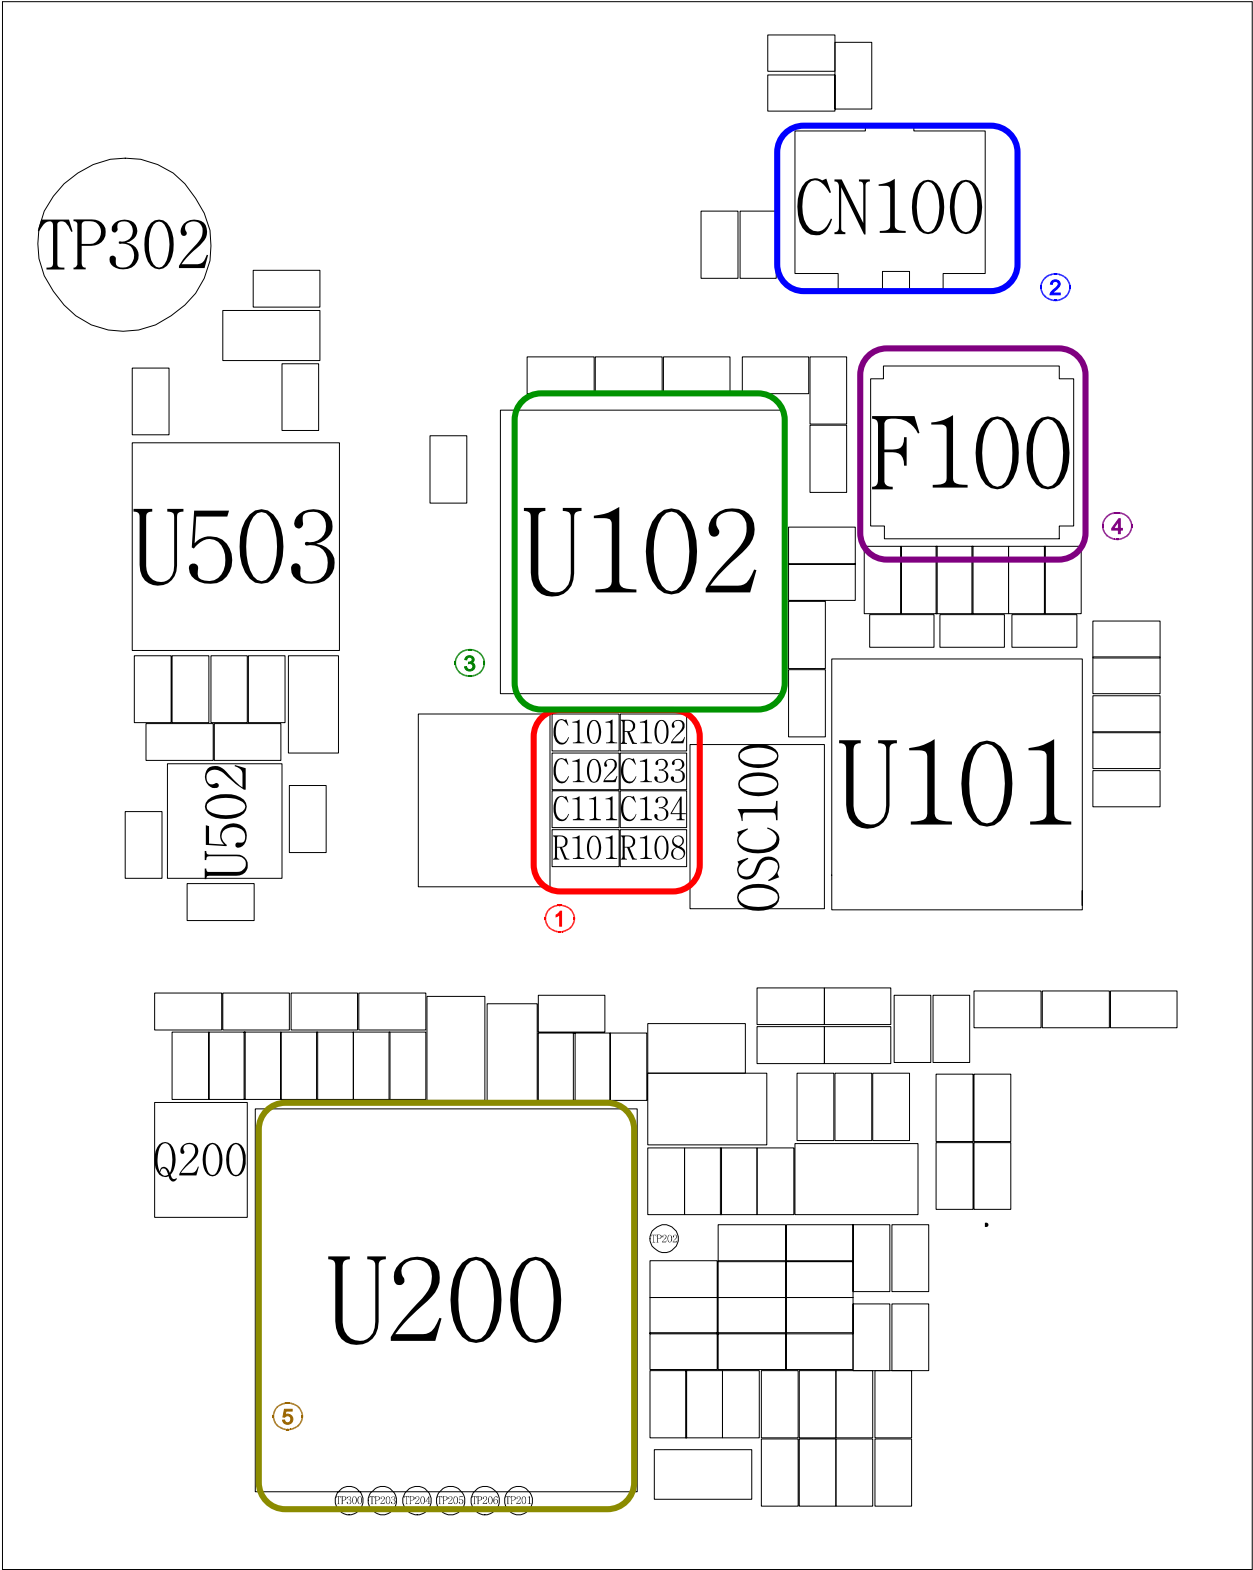 CN100
TP302
②
F100
④
U503
U102
③
C101 R102
C102 C133
C111 C134
R101 R108
OSC100
U101
U502
①
Q200
TP202
U200
⑤
TP300 TP203 TP204 TP205 TP206 TP201